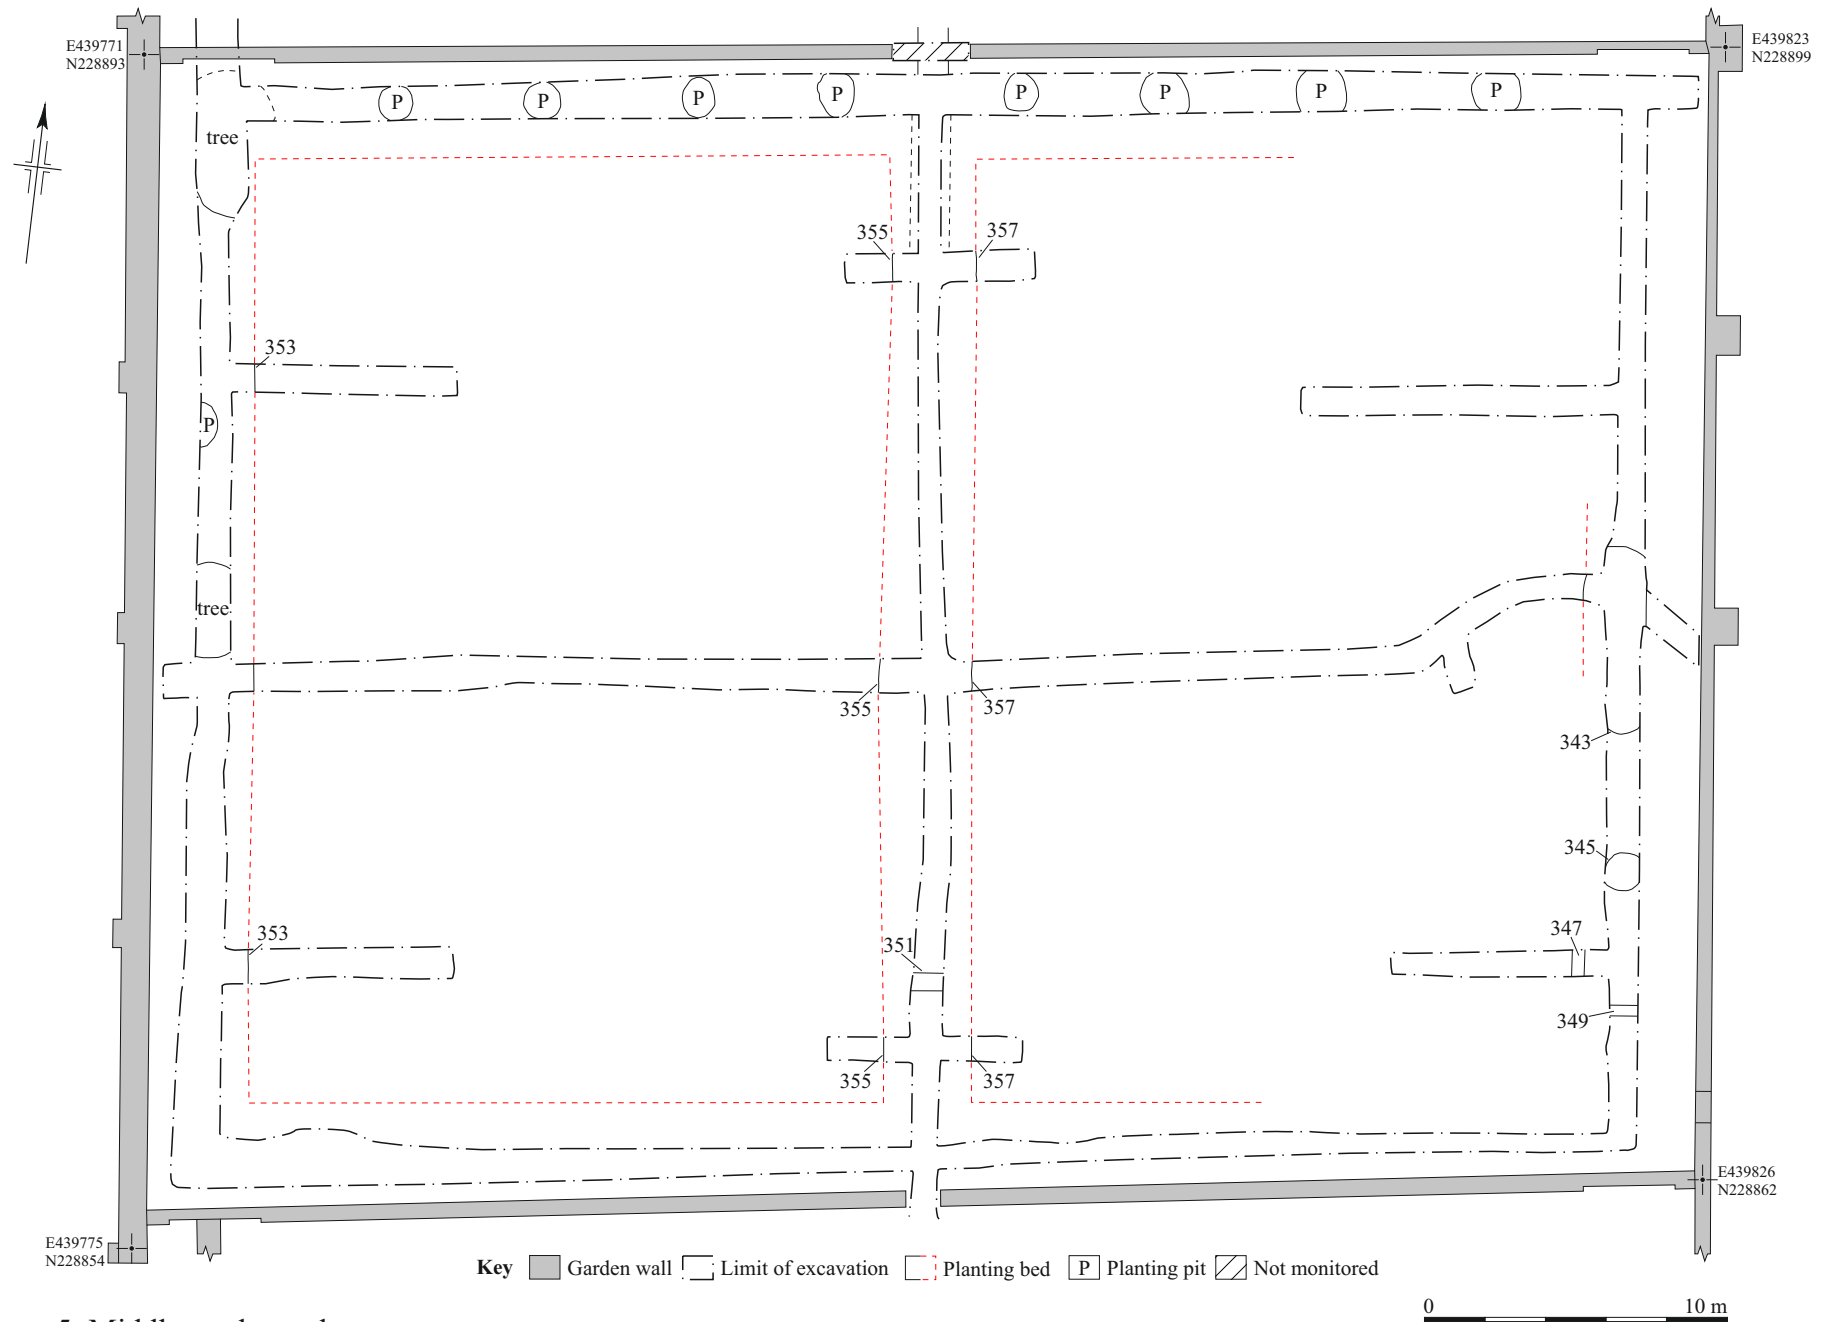 E439771
N228893
E439823
N228899
P
P
P
P
P
P
P
P
tree
355
357
353
P
tree
355
357
343
345
353
351
347
349
355
357
E439826
N228862
E439775
N228854
Key
Garden wall
Limit of excavation
Planting bed
P
Planting pit
Not monitored
0
10 m